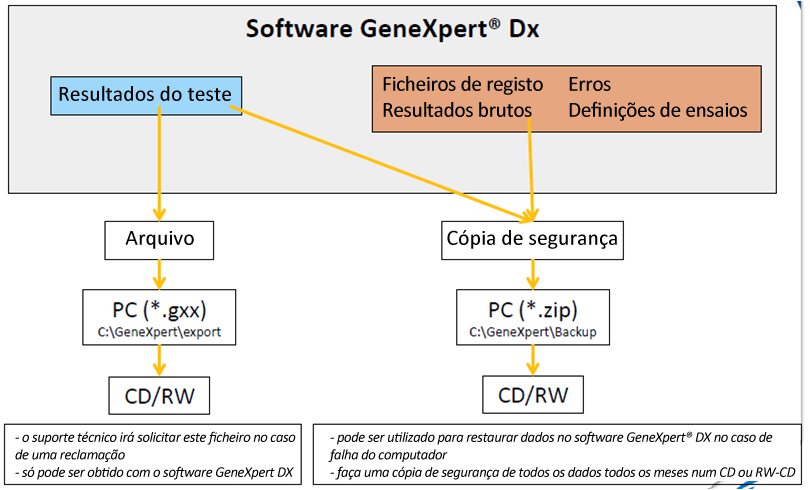 Software GeneXpert® Dx
Resultados do teste
Ficheiros de registo Erros
Resultados brutos Definições de ensaios
Arquivo
Cópia de segurança
PC (*.gxx)
C:\GeneXpert\export
PC (*.zip)
C:\GeneXpert\Backup
CD/RW
CD/RW
- o suporte técnico irá solicitar este ficheiro no caso
de uma reclamação
- só pode ser obtido com o software GeneXpert DX
- pode ser utilizado para restaurar dados no software GeneXpert® DX no caso de
falha do computador
- faça uma cópia de segurança de todos os dados todos os meses num CD ou RW-CD